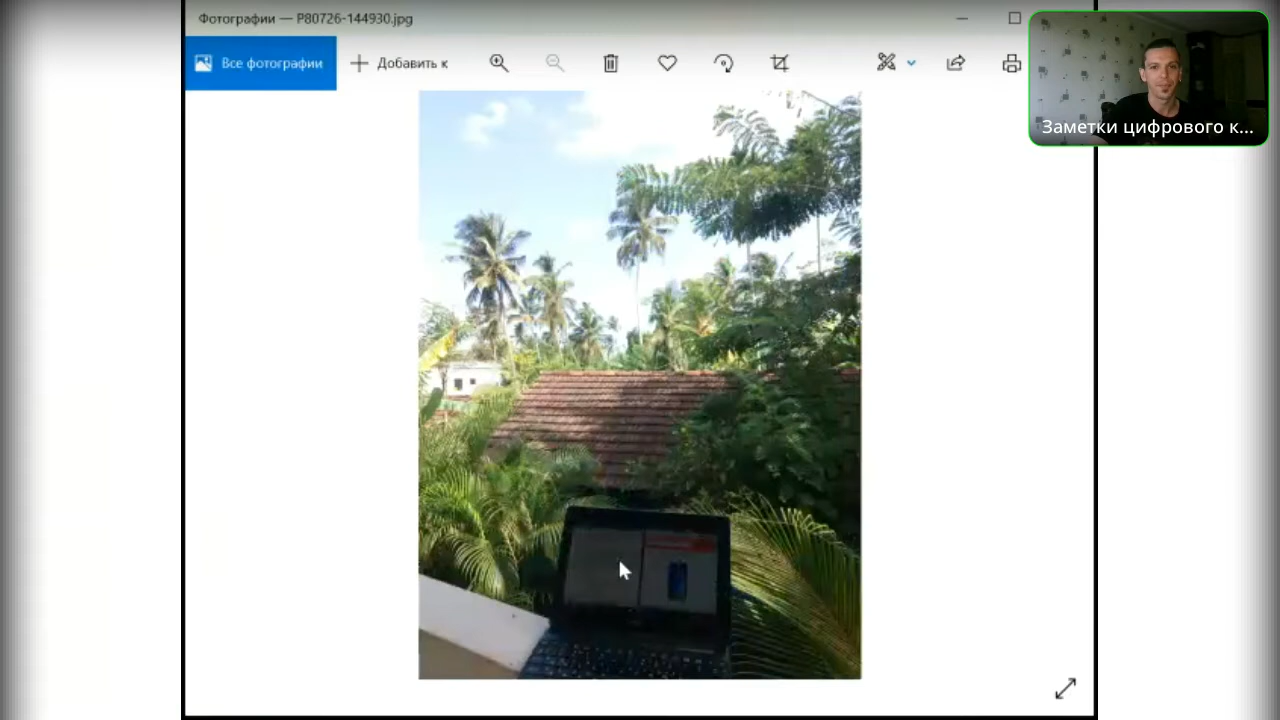 Фотографии — P80726-144930.jpg
Все фотографии
Добавить к
Заметки цифрового к...